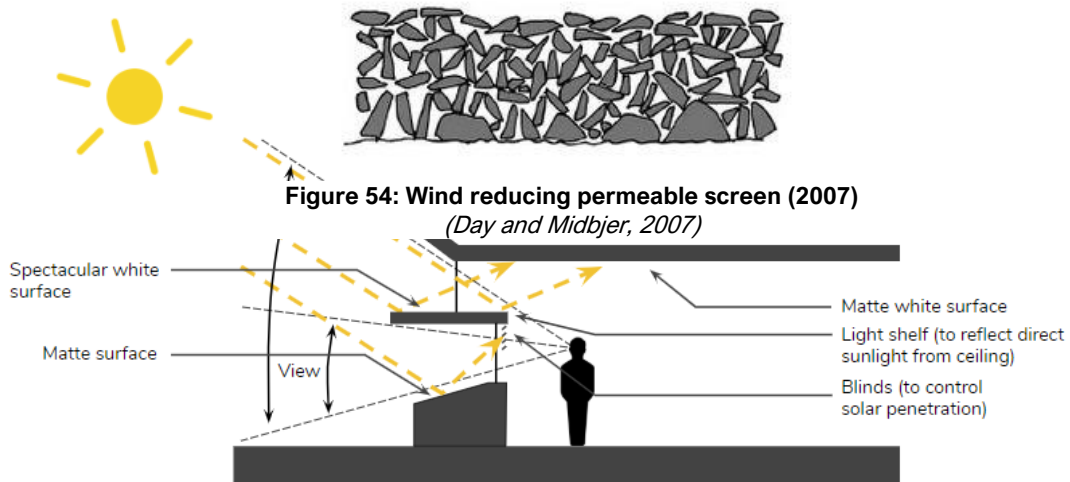 Figure 54: Wind reducing permeable screen (2007)
(Day and Midbjer, 2007)
Spectacular white
surface
Matte surface
View
Matte white surface
Light shelf (to reflect direct
sunlight from ceiling)
Blinds (to control
solar penetration)